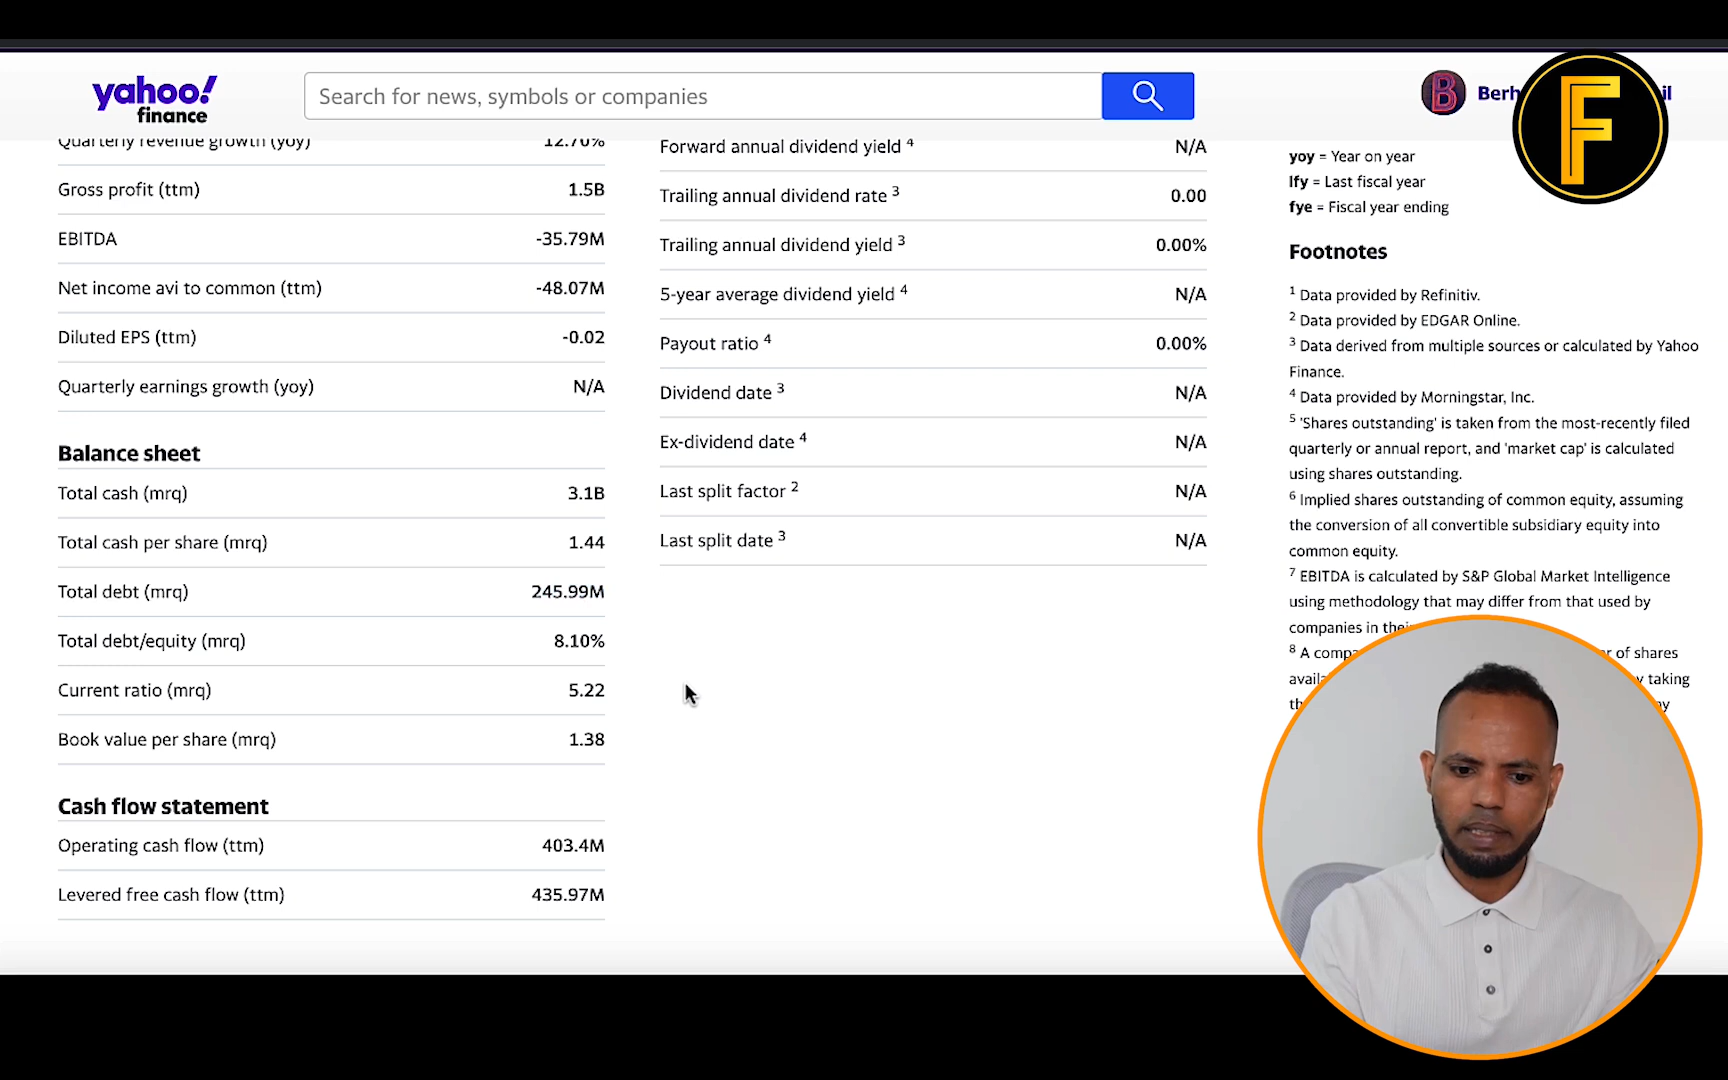 yahoo!
finance
Search for news, symbols or companies
Quarterly revenue growth (yoy) 12.70%
Gross profit (ttm) 1.5B
EBITDA -35.79M
Net income avi to common (ttm) -48.07M
Diluted EPS (ttm) -0.02
Quarterly earnings growth (yoy) N/A
Balance sheet
Total cash (mrq) 3.1B
Total cash per share (mrq) 1.44
Total debt (mrq) 245.99M
Total debt/equity (mrq) 8.10%
Current ratio (mrq) 5.22
Book value per share (mrq) 1.38
Cash flow statement
Operating cash flow (ttm) 403.4M
Levered free cash flow (ttm) 435.97M
Forward annual dividend yield 4 N/A
Trailing annual dividend rate 3 0.00
Trailing annual dividend yield 3 0.00%
5-year average dividend yield 4 N/A
Payout ratio 4 0.00%
Dividend date 3 N/A
Ex-dividend date 4 N/A
Last split factor 2 N/A
Last split date 3 N/A
B
F
yoy = Year on year
lfy = Last fiscal year
fye = Fiscal year ending
Footnotes
1 Data provided by Refinitiv.
2 Data provided by EDGAR Online.
3 Data derived from multiple sources or calculated by Yahoo
Finance.
4 Data provided by Morningstar, Inc.
5 'Shares outstanding' is taken from the most-recently filed
quarterly or annual report, and 'market cap' is calculated
using shares outstanding.
6 Implied shares outstanding of common equity, assuming
the conversion of all convertible subsidiary equity into
common equity.
7 EBITDA is calculated by S&P Global Market Intelligence
using methodology that may differ from that used by
companies in
8 A of shares
taking